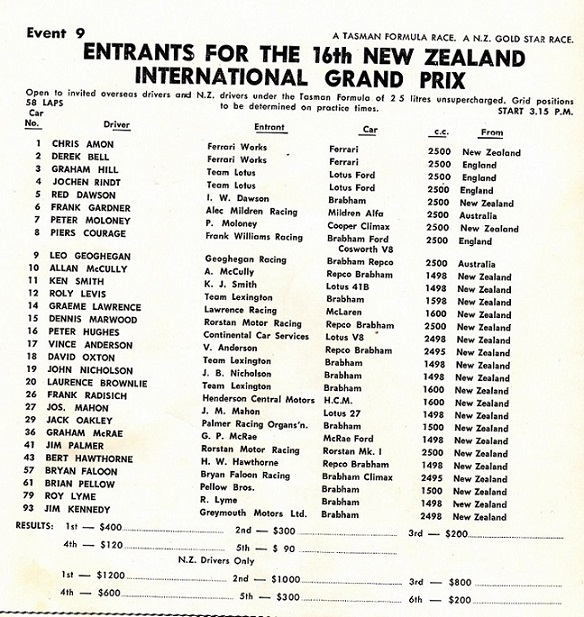 Event 9
A TASMAN FORMULA RACE. A N.Z. GOLD STAR RACE.
ENTRANTS FOR THE 16th NEW ZEALAND
INTERNATIONAL GRAND PRIX
Open to invited overseas drivers and N.Z. drivers under the Tasman Formula of 2 5 litres unsupercharged. Grid positions
58 LAPS to be determined on practice times. START 3.15 P.M.
Car No. Driver Entrant Car c.c. From
1 CHRIS AMON Ferrari Works Ferrari 2500 New Zealand
2 DEREK BELL Ferrari Works Ferrari 2500 England
3 GRAHAM HILL Team Lotus Lotus Ford 2500 England
4 JOCHEN RINDT Team Lotus Lotus Ford 2500 England
5 RED DAWSON I. W. Dawson Brabham 2500 New Zealand
6 FRANK GARDNER Alec Mildren Racing Mildren Alfa 2500 Australia
7 PETER MOLONEY P. Moloney Cooper Climax 2500 New Zealand
8 PIERS COURAGE Frank Williams Racing Brabham Ford 2500 England
Cosworth V8
9 LEO GEOGHEGAN Geoghegan Racing Brabham Repco 2500 Australia
10 ALLAN McCULLY A. McCully Repco Brabham 1498 New Zealand
11 KEN SMITH K. J. Smith Lotus 41B 1498 New Zealand
12 ROLY LEVIS Team Lexington Brabham 1598 New Zealand
14 GRAEME LAWRENCE Lawrence Racing McLaren 1600 New Zealand
15 DENNIS MARWOOD Rorstan Motor Racing Repco Brabham 2500 New Zealand
16 PETER HUGHES Continental Car Services Lotus V8 2498 New Zealand
17 VINCE ANDERSON V. Anderson Repco Brabham 2495 New Zealand
18 DAVID OXTON Team Lexington Brabham 1498 New Zealand
19 JOHN NICHOLSON J. B. Nicholson Brabham 1498 New Zealand
20 LAURENCE BROWNLIE Team Lexington Brabham 1600 New Zealand
26 FRANK RADISICH Henderson Central Motors H.C.M. 1600 New Zealand
27 JOS. MAHON J. M. Mahon Lotus 27 1498 New Zealand
29 JACK OAKLEY Palmer Racing Organs'n. Brabham 1500 New Zealand
36 GRAHAM McRAE G. P. McRae McRae Ford 1498 New Zealand
41 JIM PALMER Rorstan Motor Racing Rorstan Mk. I 2500 New Zealand
43 BERT HAWTHORNE H. W. Hawthorne Repco Brabham 1498 New Zealand
57 BRYAN FALOON Bryan Faloon Racing Brabham Climax 2495 New Zealand
61 BRIAN PELLOW Pellow Bros. Brabham 1500 New Zealand
79 ROY LYME R. Lyme Brabham 1498 New Zealand
93 JIM KENNEDY Greymouth Motors Ltd. Brabham 2498 New Zealand
RESULTS: 1st — $400 2nd — $300 3rd — $200
4th — $120 5th — $ 90
N.Z. Drivers Only
1st — $1200 2nd — $1000 3rd — $800
4th — $600 5th — $300 6th — $200